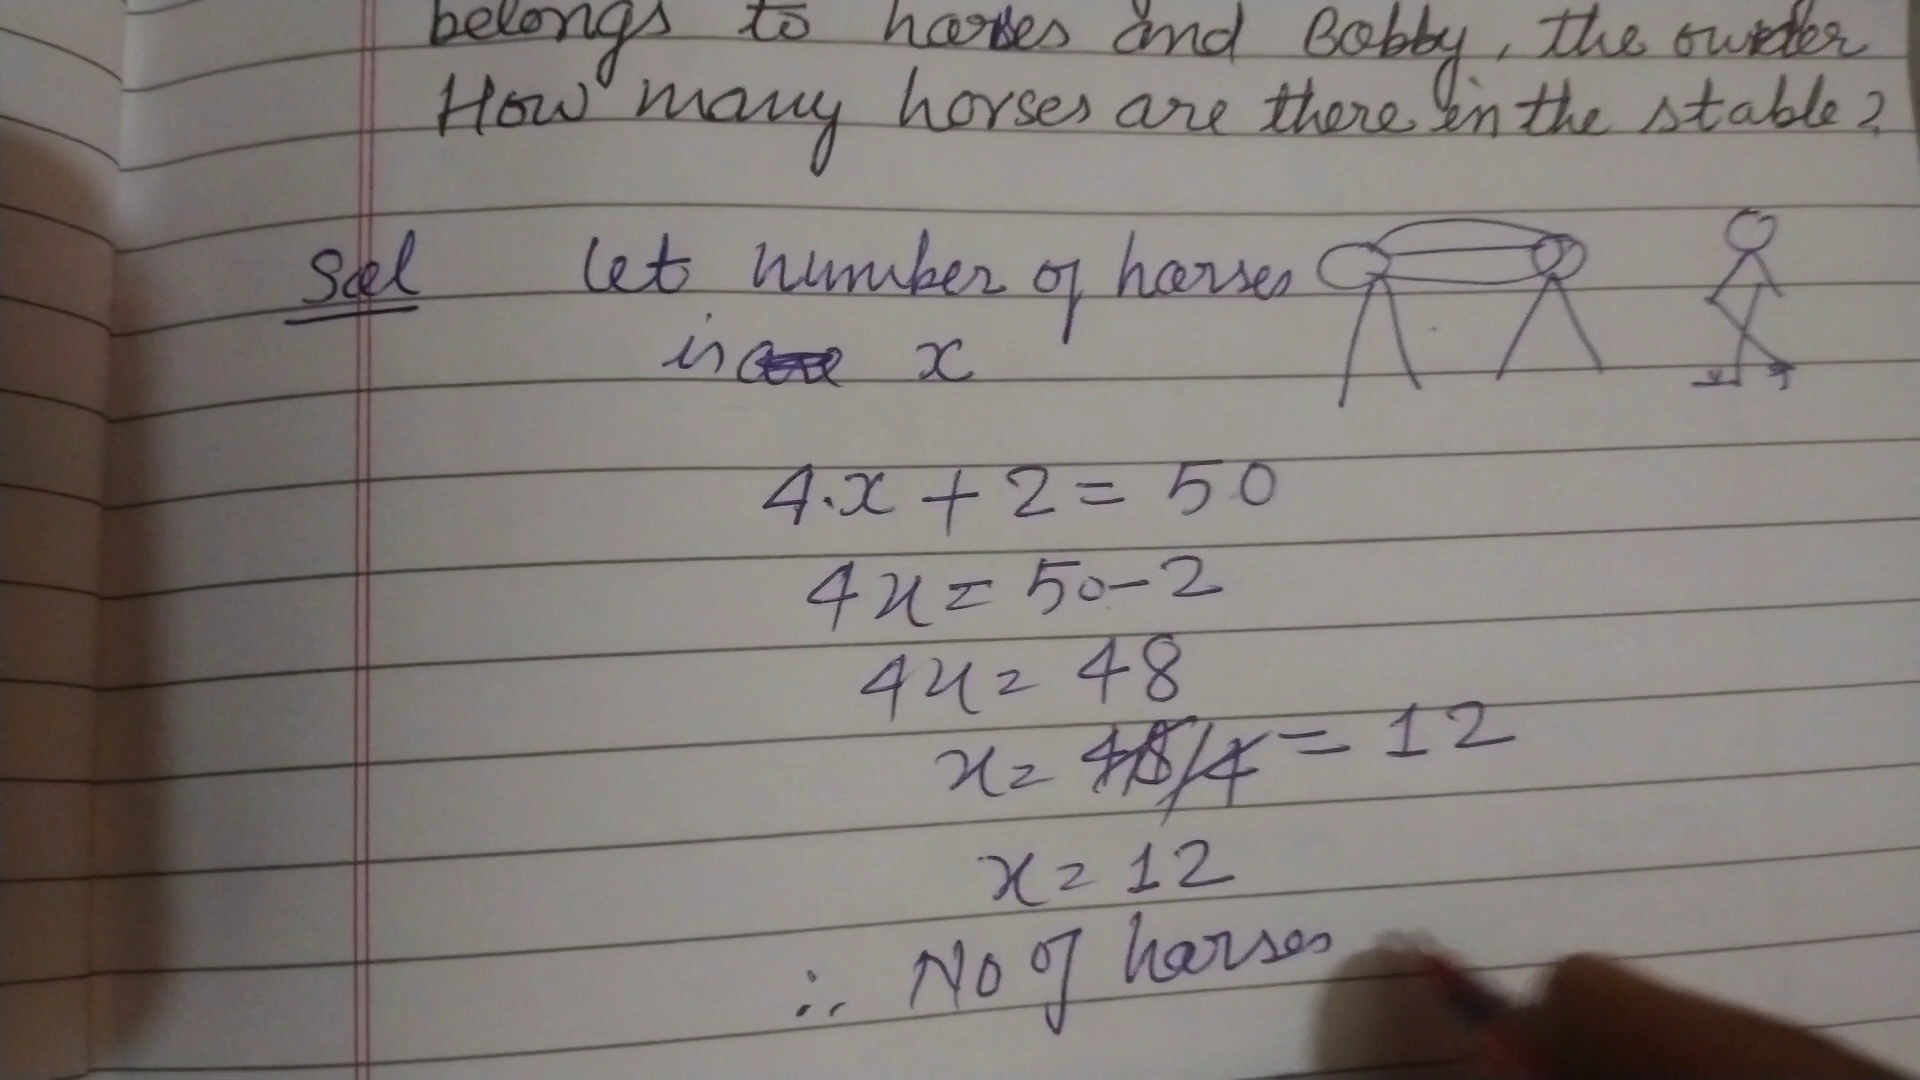 belongs to horses and Bobby, the owner
How many horses are there in the stable?
Sol let number of horses
is x
4.x + 2 = 50
4x = 50-2
4x = 48
x = 48/4 = 12
x = 12
∴ No of horses